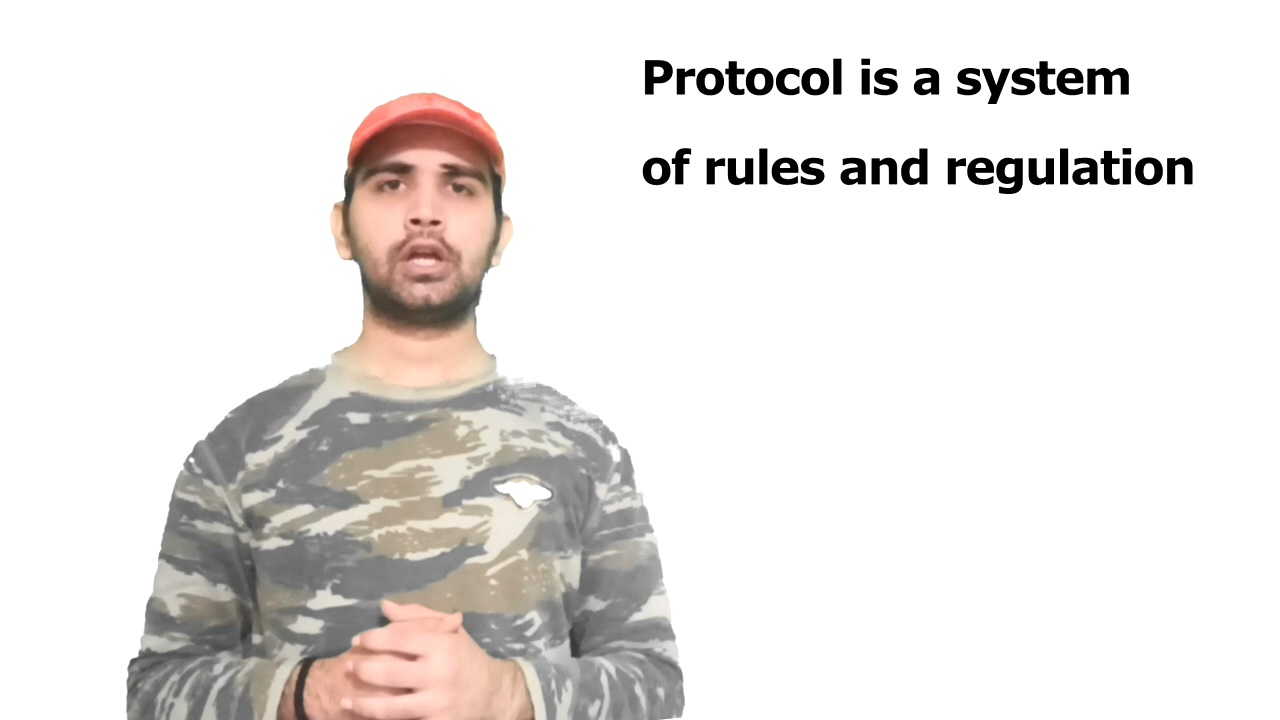 Protocol is a system
of rules and regulation